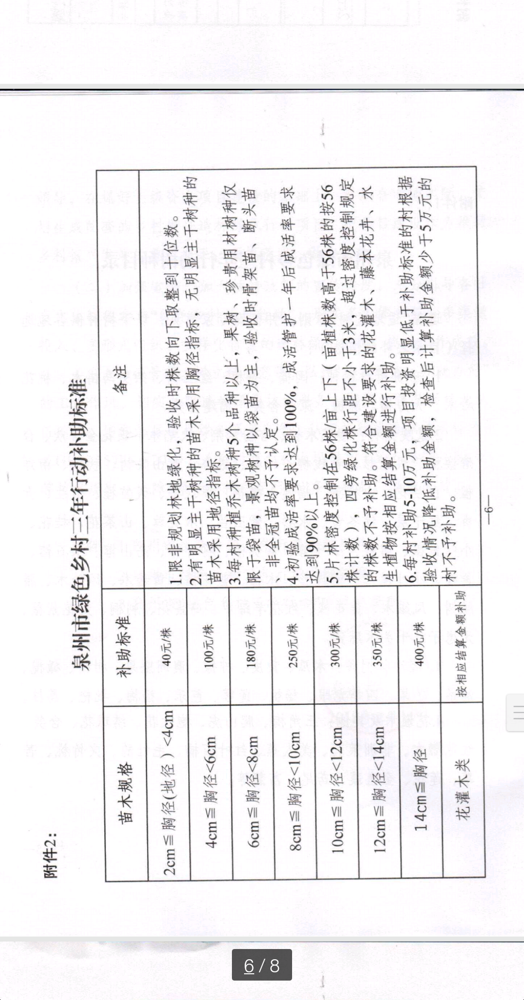 附件2：
泉州市绿色乡村三年行动补助标准
苗木规格 补助标准 备注
2cm≦胸径(地径）<4cm 40元/株
4cm≦胸径<6cm 100元/株
6cm≦胸径<8cm 180元/株
8cm≦胸径<10cm 250元/株
10cm≦胸径<12cm 300元/株
12cm≦胸径<14cm 350元/株
14cm≦胸径 400元/株
花灌木类 按相应结算金额补助
1.限非规划林地绿化，验收时株数向下取整到十位数。
2.有明显主干树种的苗木采用胸径指标，无明显主干树种的
苗木采用地径指标。
3.每村种植乔木树种5个品种以上，果树、珍贵用材树种仅
限于袋苗，景观树种以袋苗为主，验收时骨架苗、断头苗
、非全冠苗均不予认定。
4.初验成活率要求达到100%，成活管护一年后成活率要求
达到90%以上。
5.片林密度控制在56株/亩上下（亩植株数高于56株的按56
株计数），四旁绿化株行距不小于3米，超过密度控制规定
的株数不予补助。符合建设要求的花灌木、藤本花卉、水
生植物按相应结算金额进行补助。
6.每村补助5-10万元，项目投资明显低于补助标准的村根据
验收情况降低补助金额，检查后计算补助金额少于5万元的
村不予补助。
—6—
6 / 8